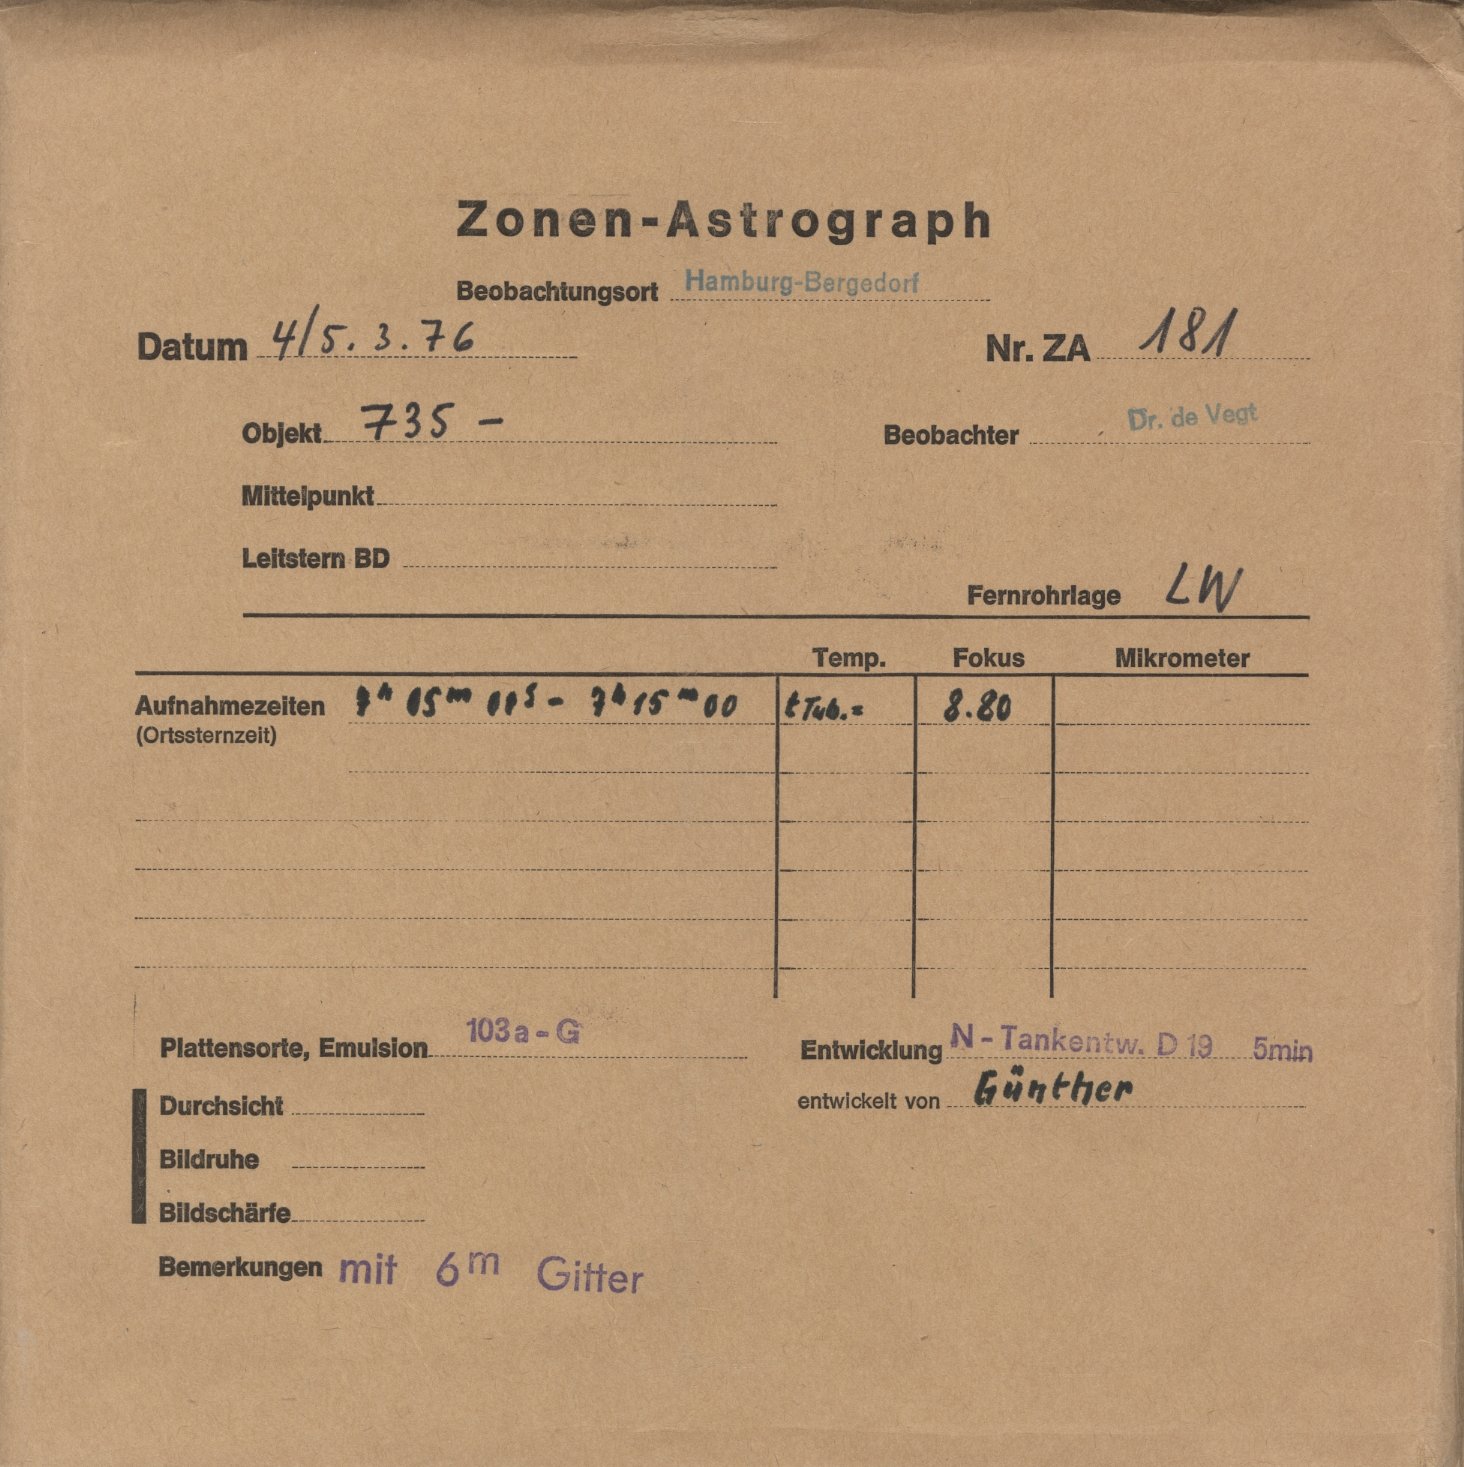 Zonen-Astrograph
Beobachtungsort Hamburg-Bergedorf
Datum 4/5.3.76 Nr. ZA 181
Objekt 735 - Beobachter Dr. de Vegt
Mittelpunkt
Leitstern BD
Fernrohrlage LW
Temp. Fokus Mikrometer
Aufnahmezeiten 7h 05m 00s - 7h 15m 00 t Tub.= 8.80
(Ortssternzeit)
Plattensorte, Emulsion 103a-G Entwicklung N-Tankentw. D 19 5min
Durchsicht entwickelt von Günther
Bildruhe
Bildschärfe
Bemerkungen mit 6m Gitter